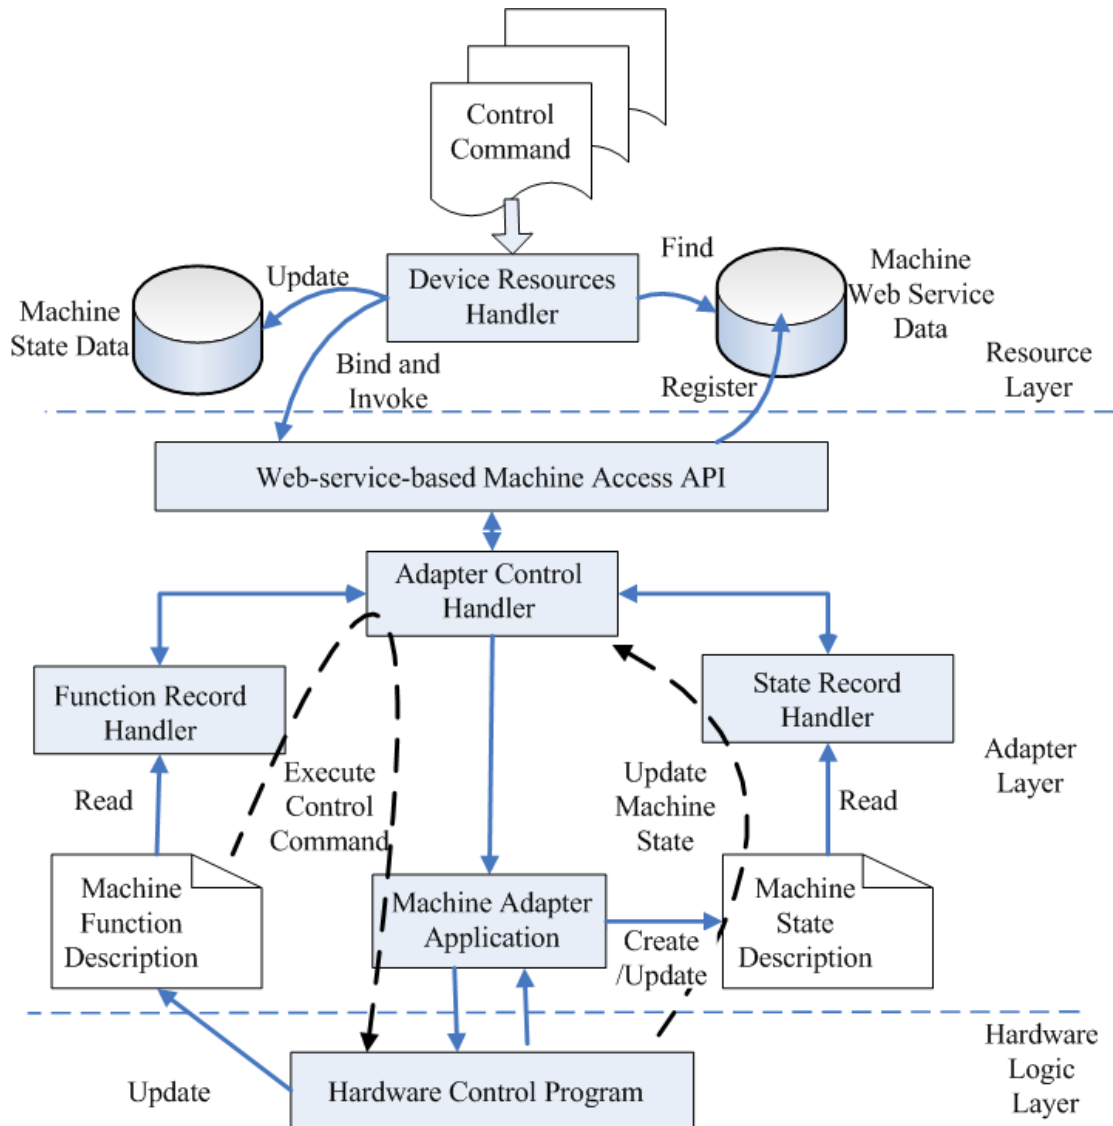 Control
Command
Device Resources
Handler
Find
Update
Machine
State Data
Machine
Web Service
Data
Bind and
Invoke
Register
Resource
Layer
Web-service-based Machine Access API
Adapter Control
Handler
Function Record
Handler
State Record
Handler
Execute
Control
Command
Update
Machine
State
Adapter
Layer
Read
Read
Machine
Function
Description
Machine Adapter
Application
Create
/Update
Machine
State
Description
Hardware
Logic
Layer
Update
Hardware Control Program